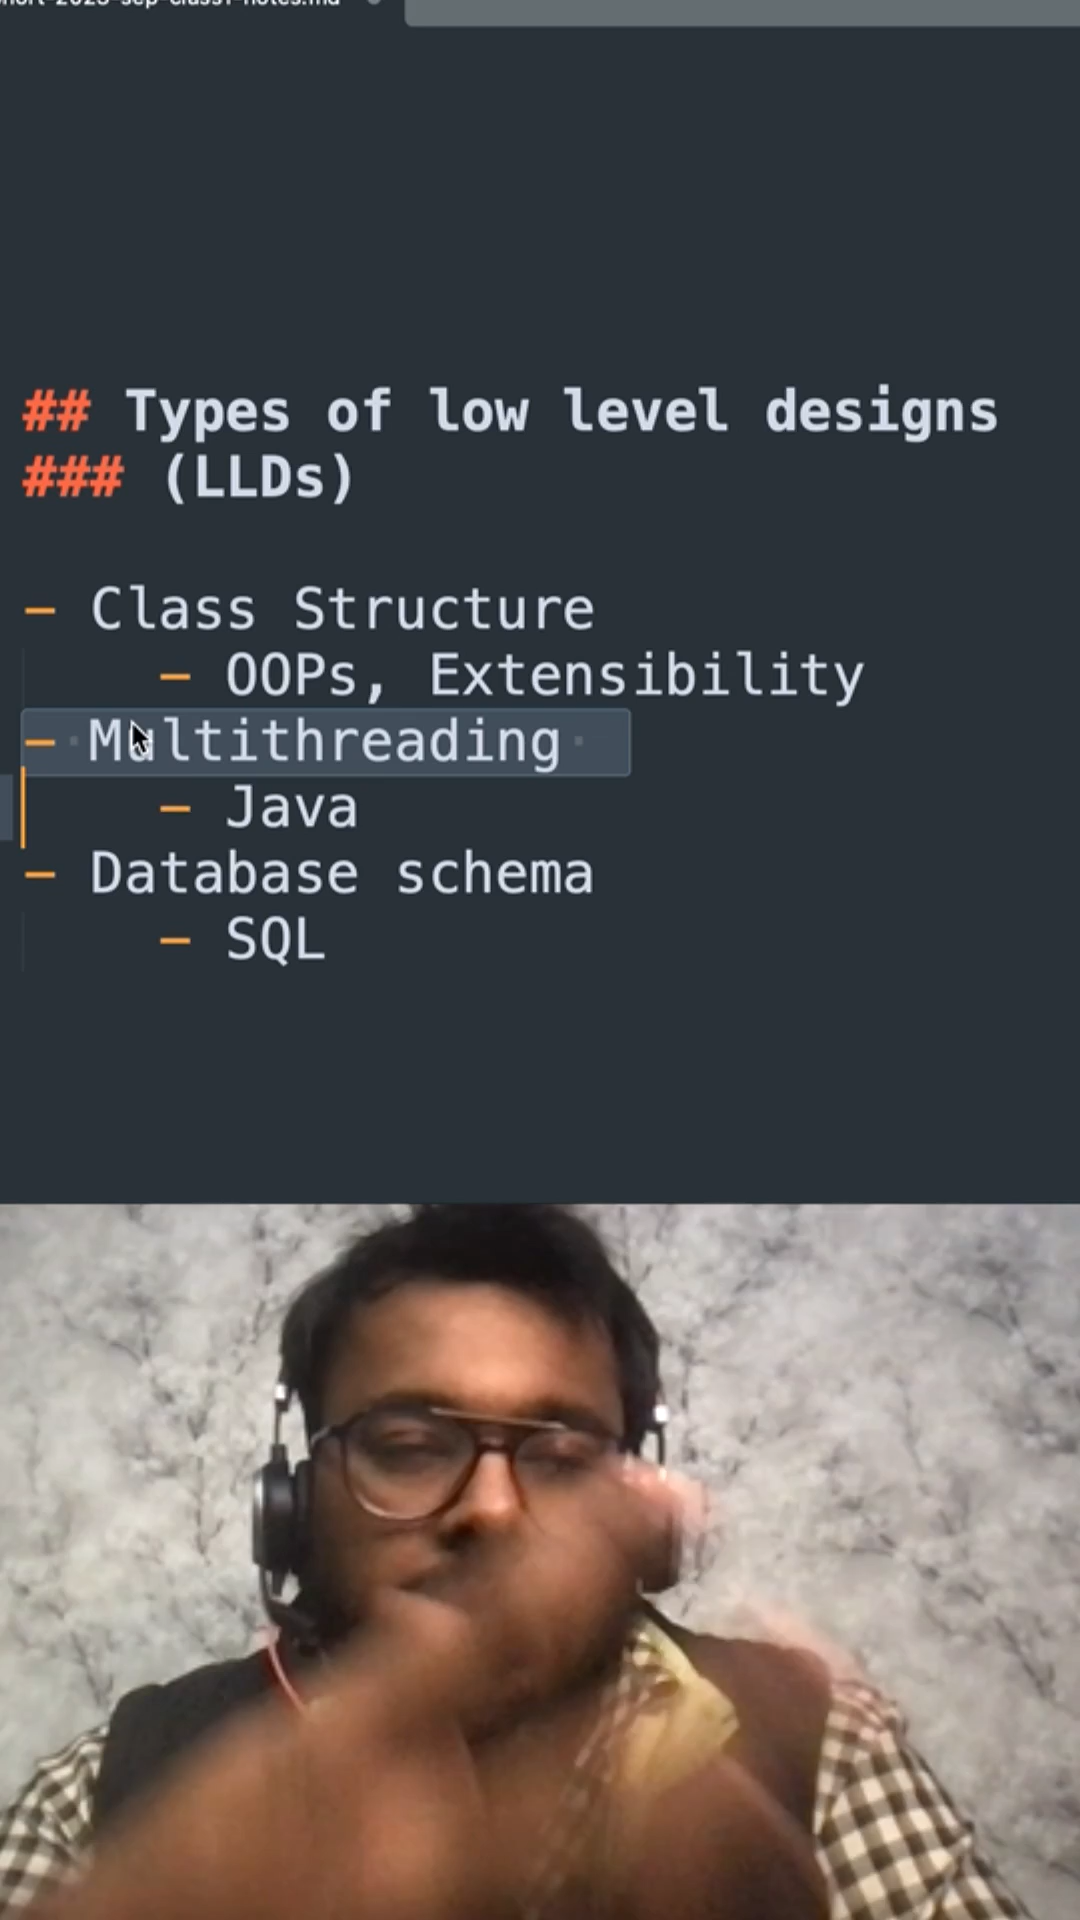 ## Types of low level designs
### (LLDs)
- Class Structure
- OOPs, Extensibility
- Multithreading
- Java
- Database schema
- SQL